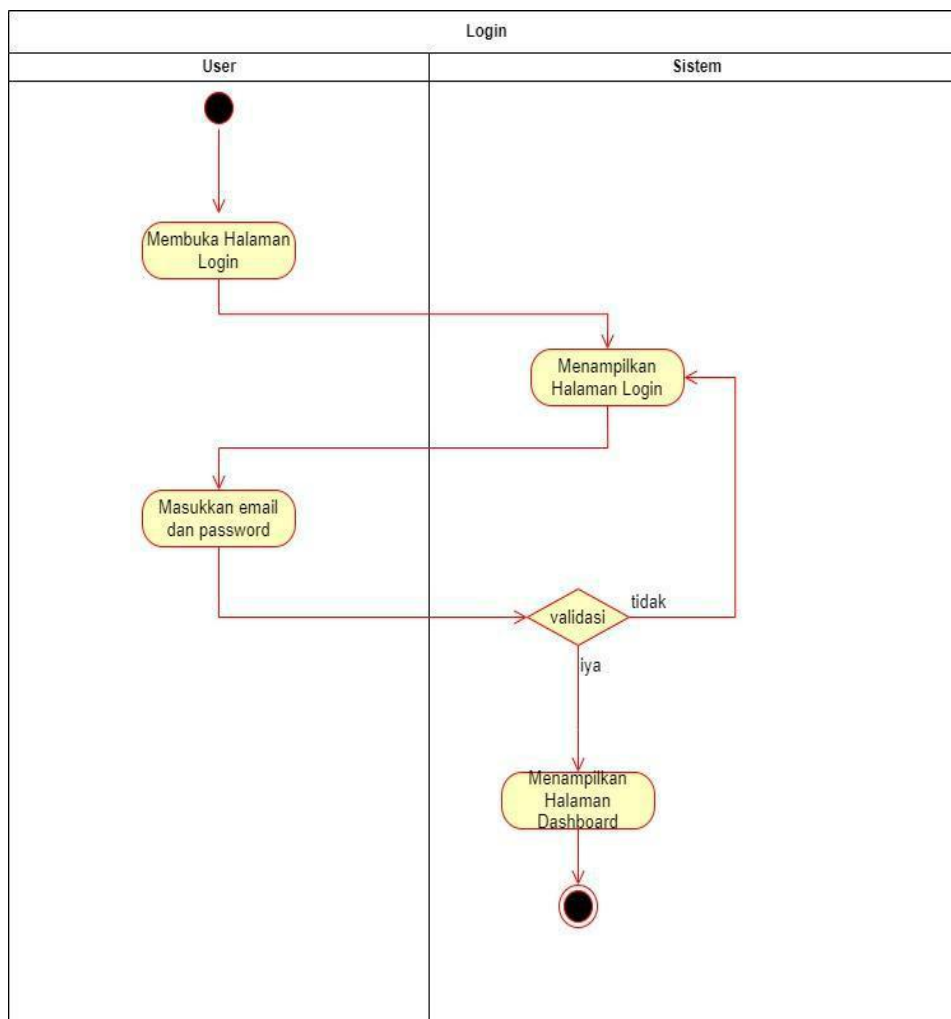 Login
User
Sistem
Membuka Halaman
Login
Menampilkan
Halaman Login
Masukkan email
dan password
validasi
tidak
iya
Menampilkan
Halaman
Dashboard